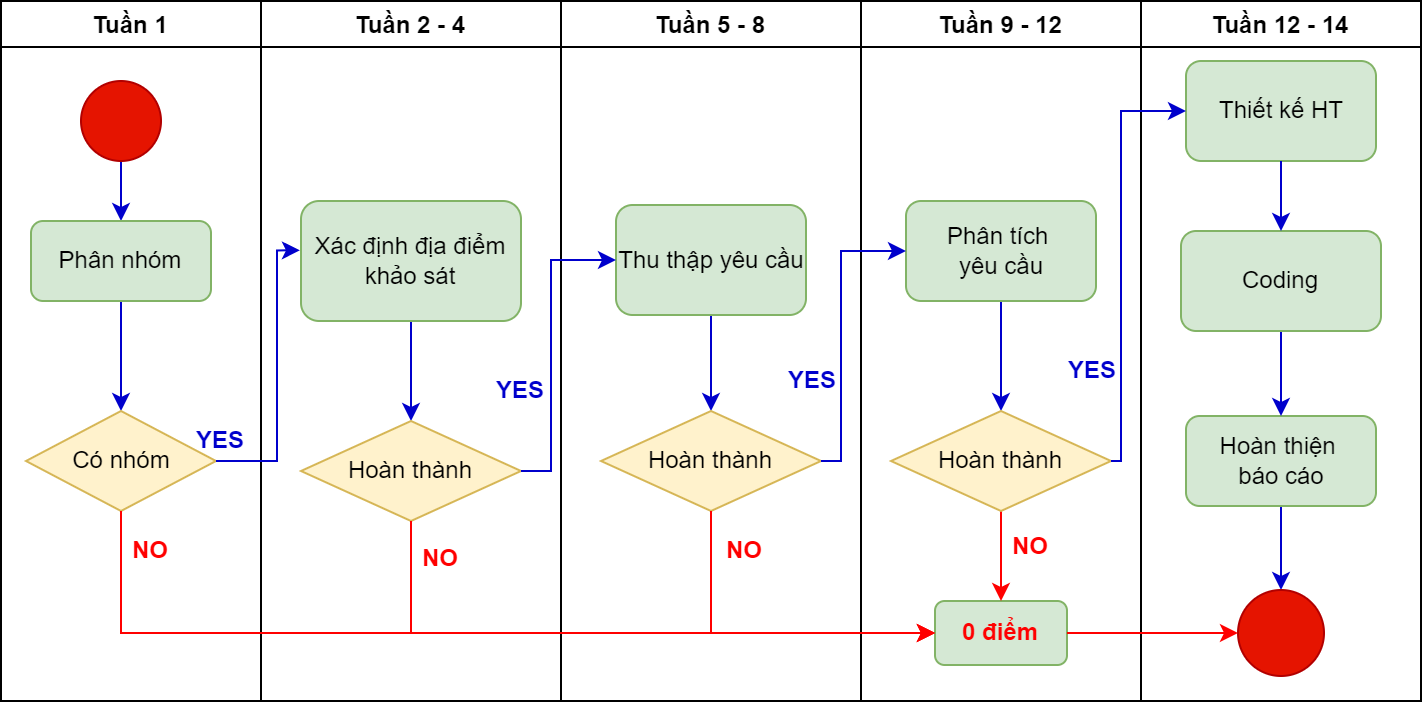 Tuần 1
Tuần 2 - 4
Tuần 5 - 8
Tuần 9 - 12
Tuần 12 - 14
Phân nhóm
Có nhóm
YES
NO
Xác định địa điểm
khảo sát
Hoàn thành
YES
NO
Thu thập yêu cầu
Hoàn thành
YES
NO
Phân tích
yêu cầu
Hoàn thành
YES
NO
0 điểm
Thiết kế HT
Coding
Hoàn thiện
báo cáo